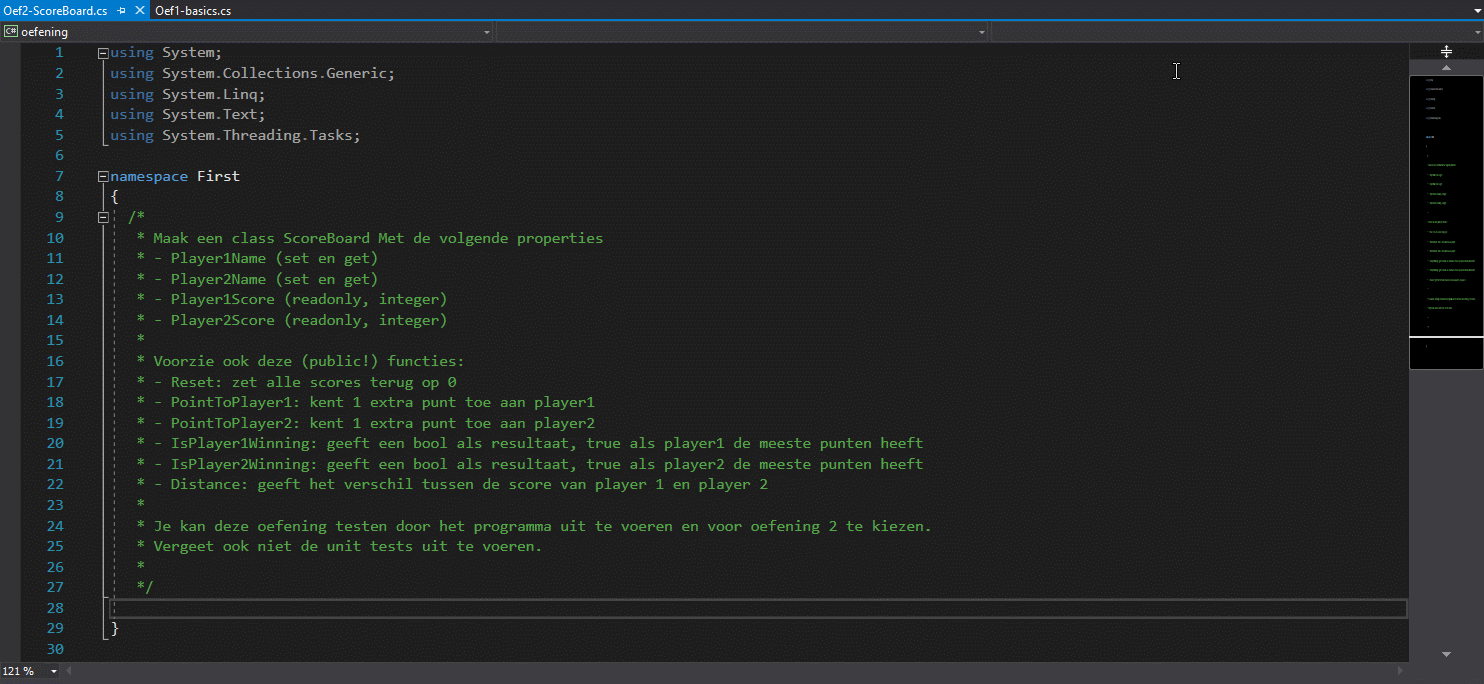 Oef2-ScoreBoard.cs Oef1-basics.cs
C# oefening
1 using System;
2 using System.Collections.Generic;
3 using System.Linq;
4 using System.Text;
5 using System.Threading.Tasks;
6
7 namespace First
8 {
9 /*
10 * Maak een class ScoreBoard Met de volgende properties
11 * - Player1Name (set en get)
12 * - Player2Name (set en get)
13 * - Player1Score (readonly, integer)
14 * - Player2Score (readonly, integer)
15 *
16 * Voorzie ook deze (public!) functies:
17 * - Reset: zet alle scores terug op 0
18 * - PointToPlayer1: kent 1 extra punt toe aan player1
19 * - PointToPlayer2: kent 1 extra punt toe aan player2
20 * - IsPlayer1Winning: geeft een bool als resultaat, true als player1 de meeste punten heeft
21 * - IsPlayer2Winning: geeft een bool als resultaat, true als player2 de meeste punten heeft
22 * - Distance: geeft het verschil tussen de score van player 1 en player 2
23 *
24 * Je kan deze oefening testen door het programma uit te voeren en voor oefening 2 te kiezen.
25 * Vergeet ook niet de unit tests uit te voeren.
26 *
27 */
28
29 }
30
121 %